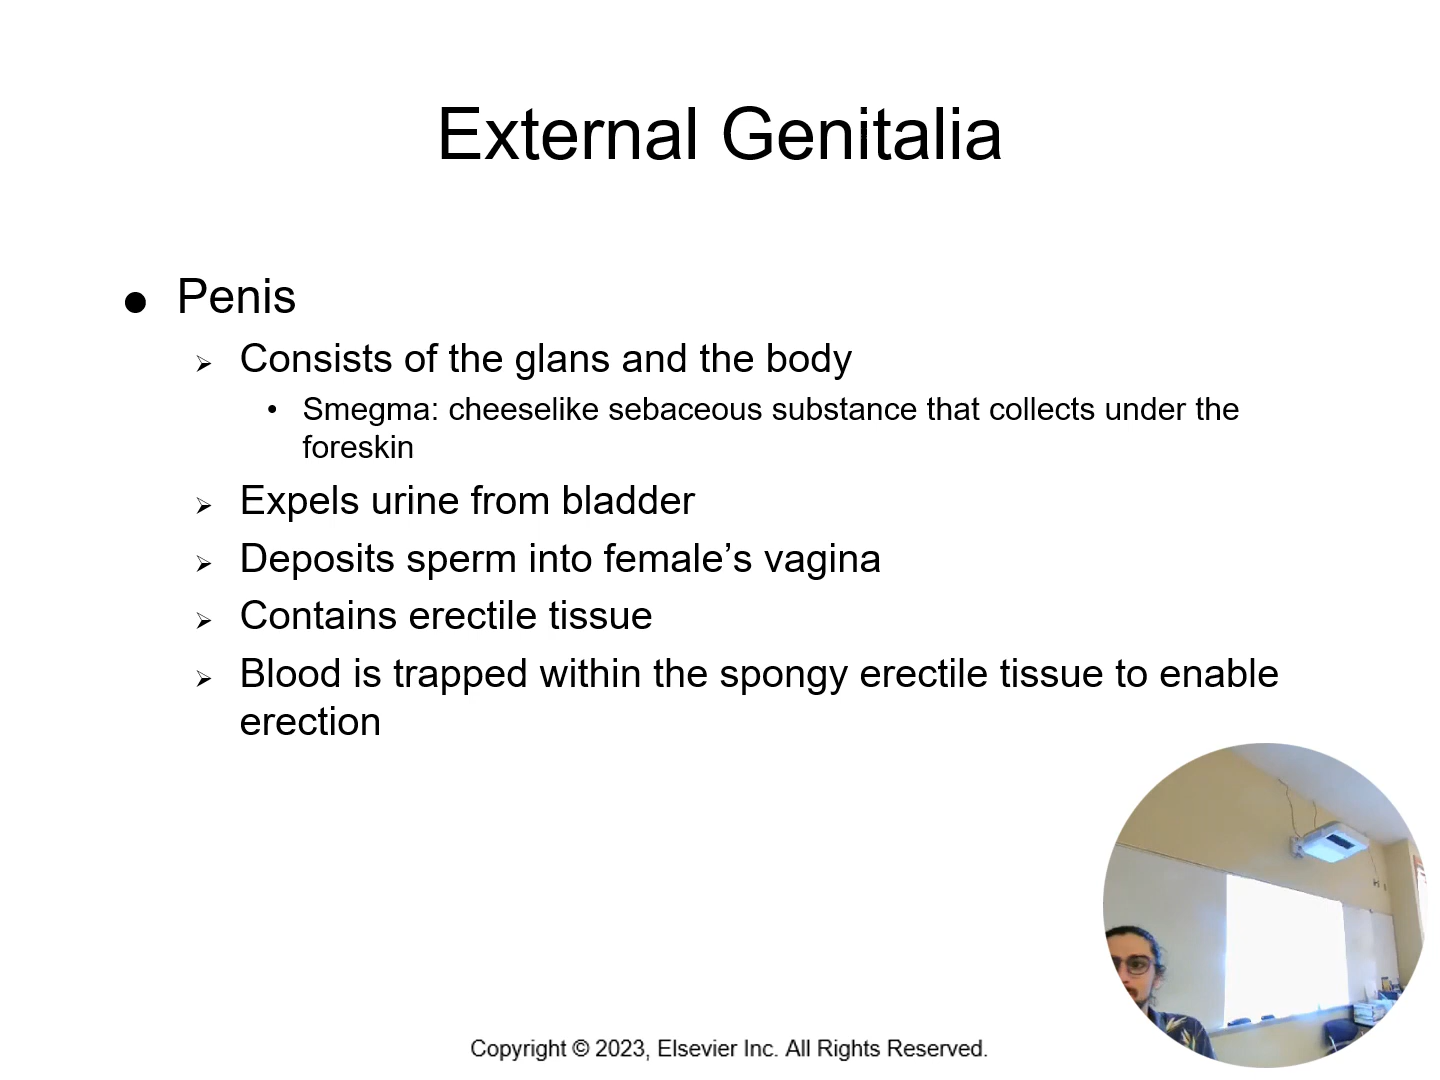 External Genitalia
● Penis
➢ Consists of the glans and the body
• Smegma: cheeselike sebaceous substance that collects under the
foreskin
➢ Expels urine from bladder
➢ Deposits sperm into female’s vagina
➢ Contains erectile tissue
➢ Blood is trapped within the spongy erectile tissue to enable
erection
Copyright © 2023, Elsevier Inc. All Rights Reserved.